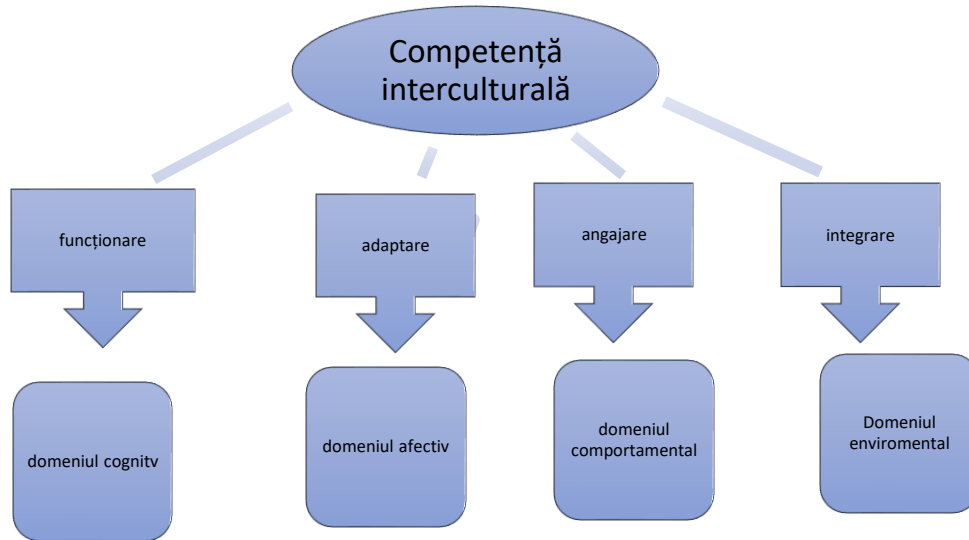 Competență
interculturală
funcționare
adaptare
angajare
integrare
domeniul cognitv
domeniul afectiv
domeniul
comportamental
Domeniul
enviromental